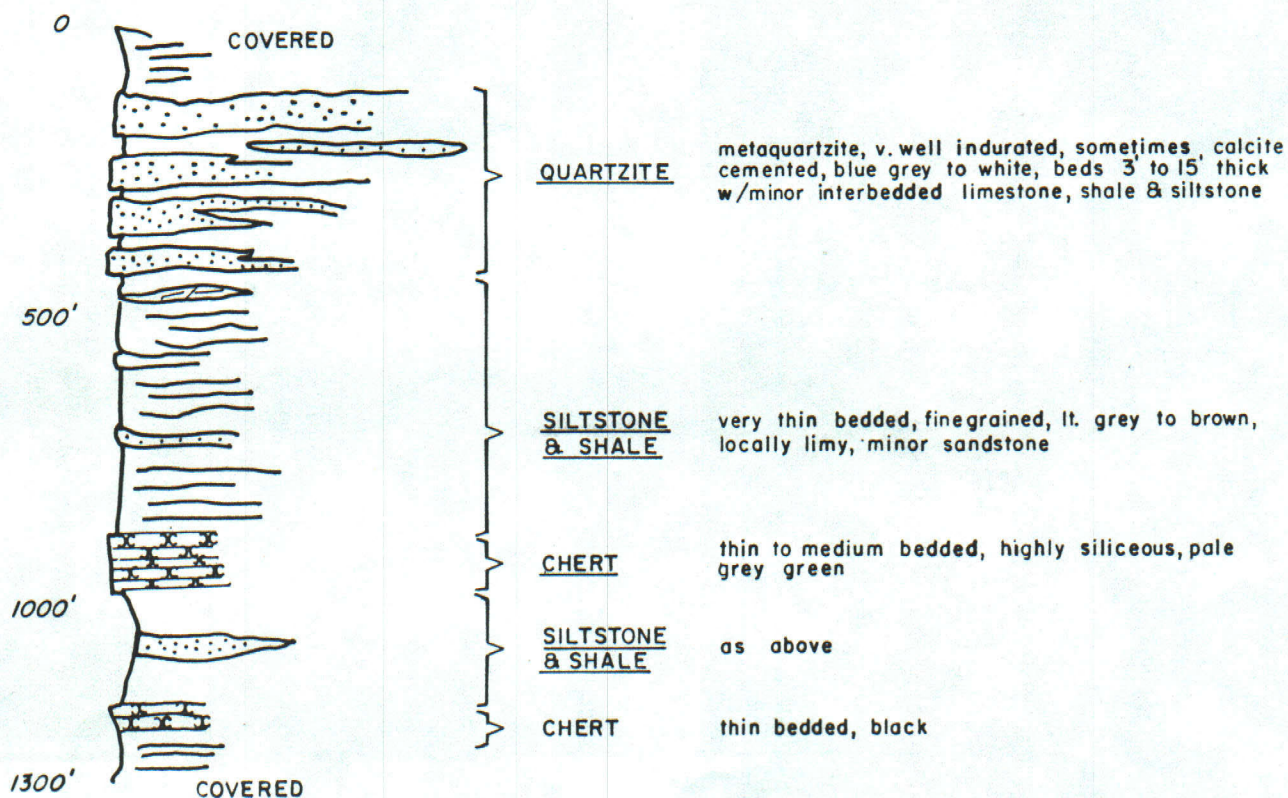 0
COVERED
QUARTZITE
metaquartzite, v. well indurated, sometimes calcite
cemented, blue grey to white, beds 3' to 15' thick
w/minor interbedded limestone, shale & siltstone
500'
SILTSTONE
& SHALE
very thin bedded, finegrained, lt. grey to brown,
locally limy, minor sandstone
CHERT
thin to medium bedded, highly siliceous, pale
grey green
1000'
SILTSTONE
& SHALE
as above
CHERT
thin bedded, black
1300'
COVERED